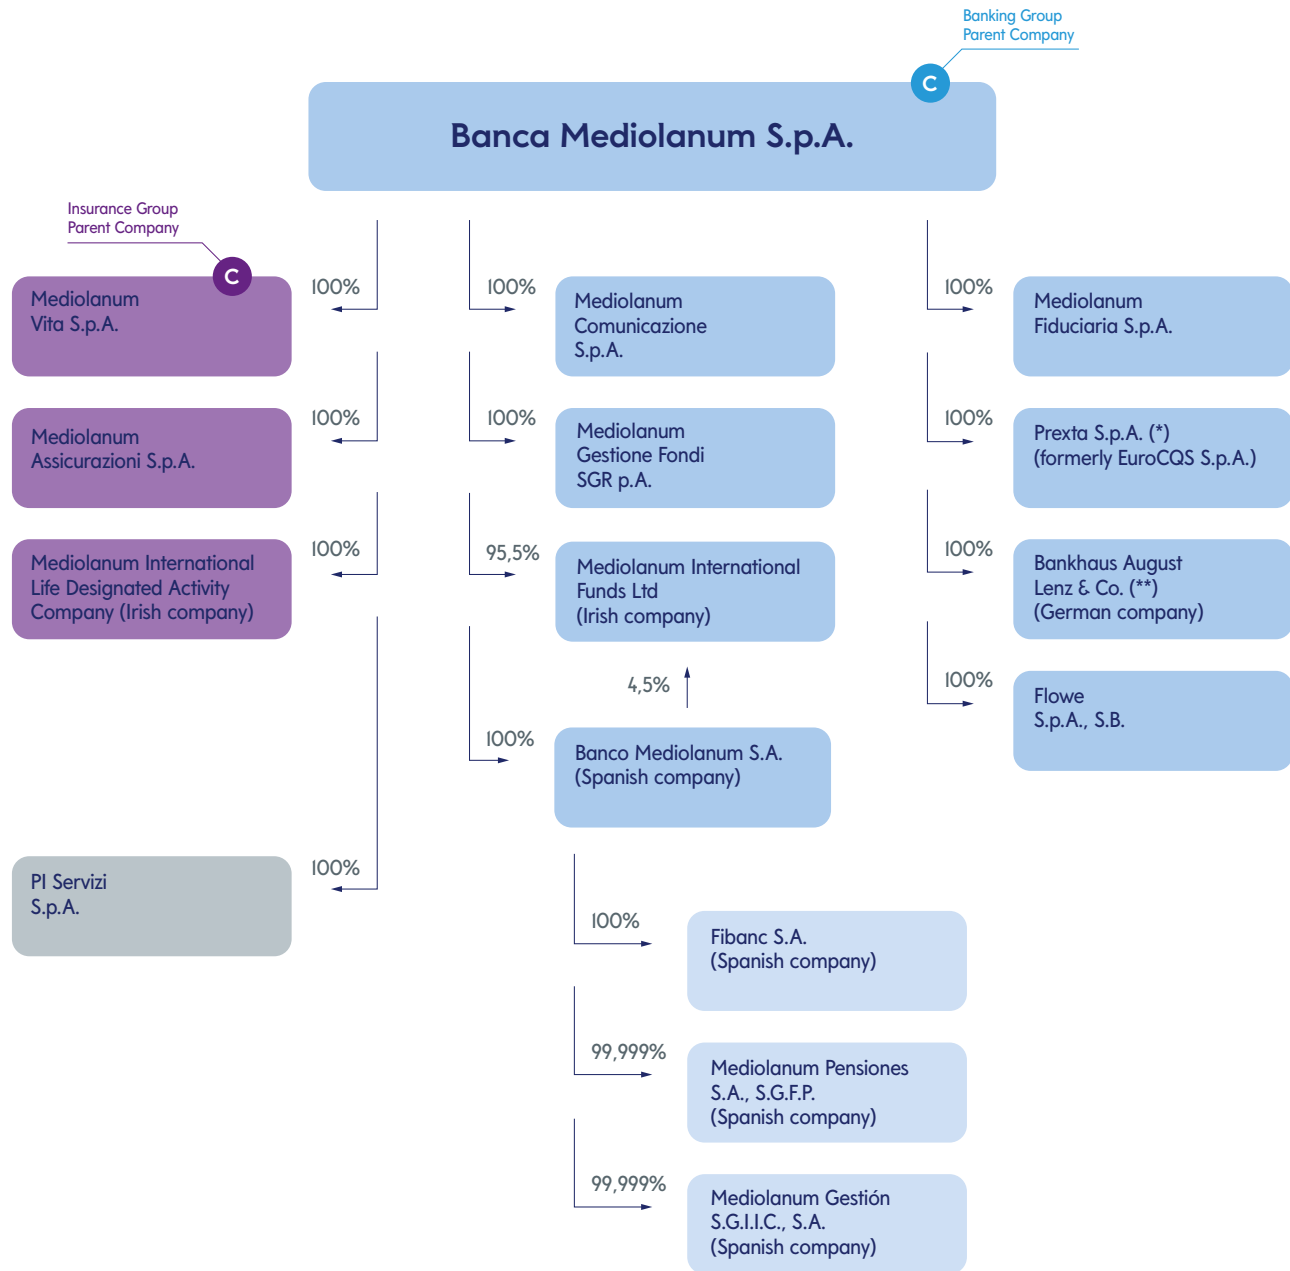 Banking Group
Parent Company
C
Banca Mediolanum S.p.A.
Insurance Group
Parent Company
C
100%
Mediolanum
Vita S.p.A.
100%
Mediolanum
Assicurazioni S.p.A.
100%
Mediolanum International
Life Designated Activity
Company (Irish company)
100%
PI Servizi
S.p.A.
100%
Mediolanum
Comunicazione
S.p.A.
100%
Mediolanum
Gestione Fondi
SGR p.A.
95,5%
Mediolanum International
Funds Ltd
(Irish company)
4,5%
100%
Banco Mediolanum S.A.
(Spanish company)
100%
Fibanc S.A.
(Spanish company)
99,999%
Mediolanum Pensiones
S.A., S.G.F.P.
(Spanish company)
99,999%
Mediolanum Gestión
S.G.I.I.C., S.A.
(Spanish company)
100%
Mediolanum
Fiduciaria S.p.A.
100%
Prexta S.p.A. (*)
(formerly EuroCQS S.p.A.)
100%
Bankhaus August
Lenz & Co. (**)
(German company)
100%
Flowe
S.p.A., S.B.